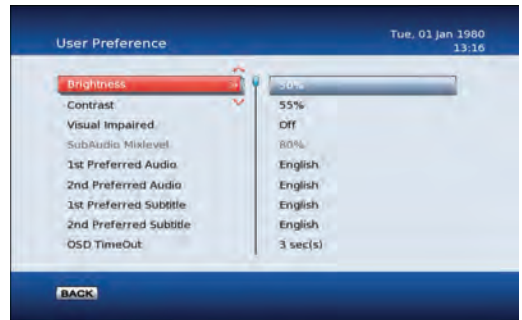 User Preference
Tue, 01 Jan 1980
13:16
Brightness 50%
Contrast 55%
Visual Impaired Off
SubAudio Mixlevel 80%
1st Preferred Audio English
2nd Preferred Audio English
1st Preferred Subtitle English
2nd Preferred Subtitle English
OSD TimeOut 3 sec(s)
BACK